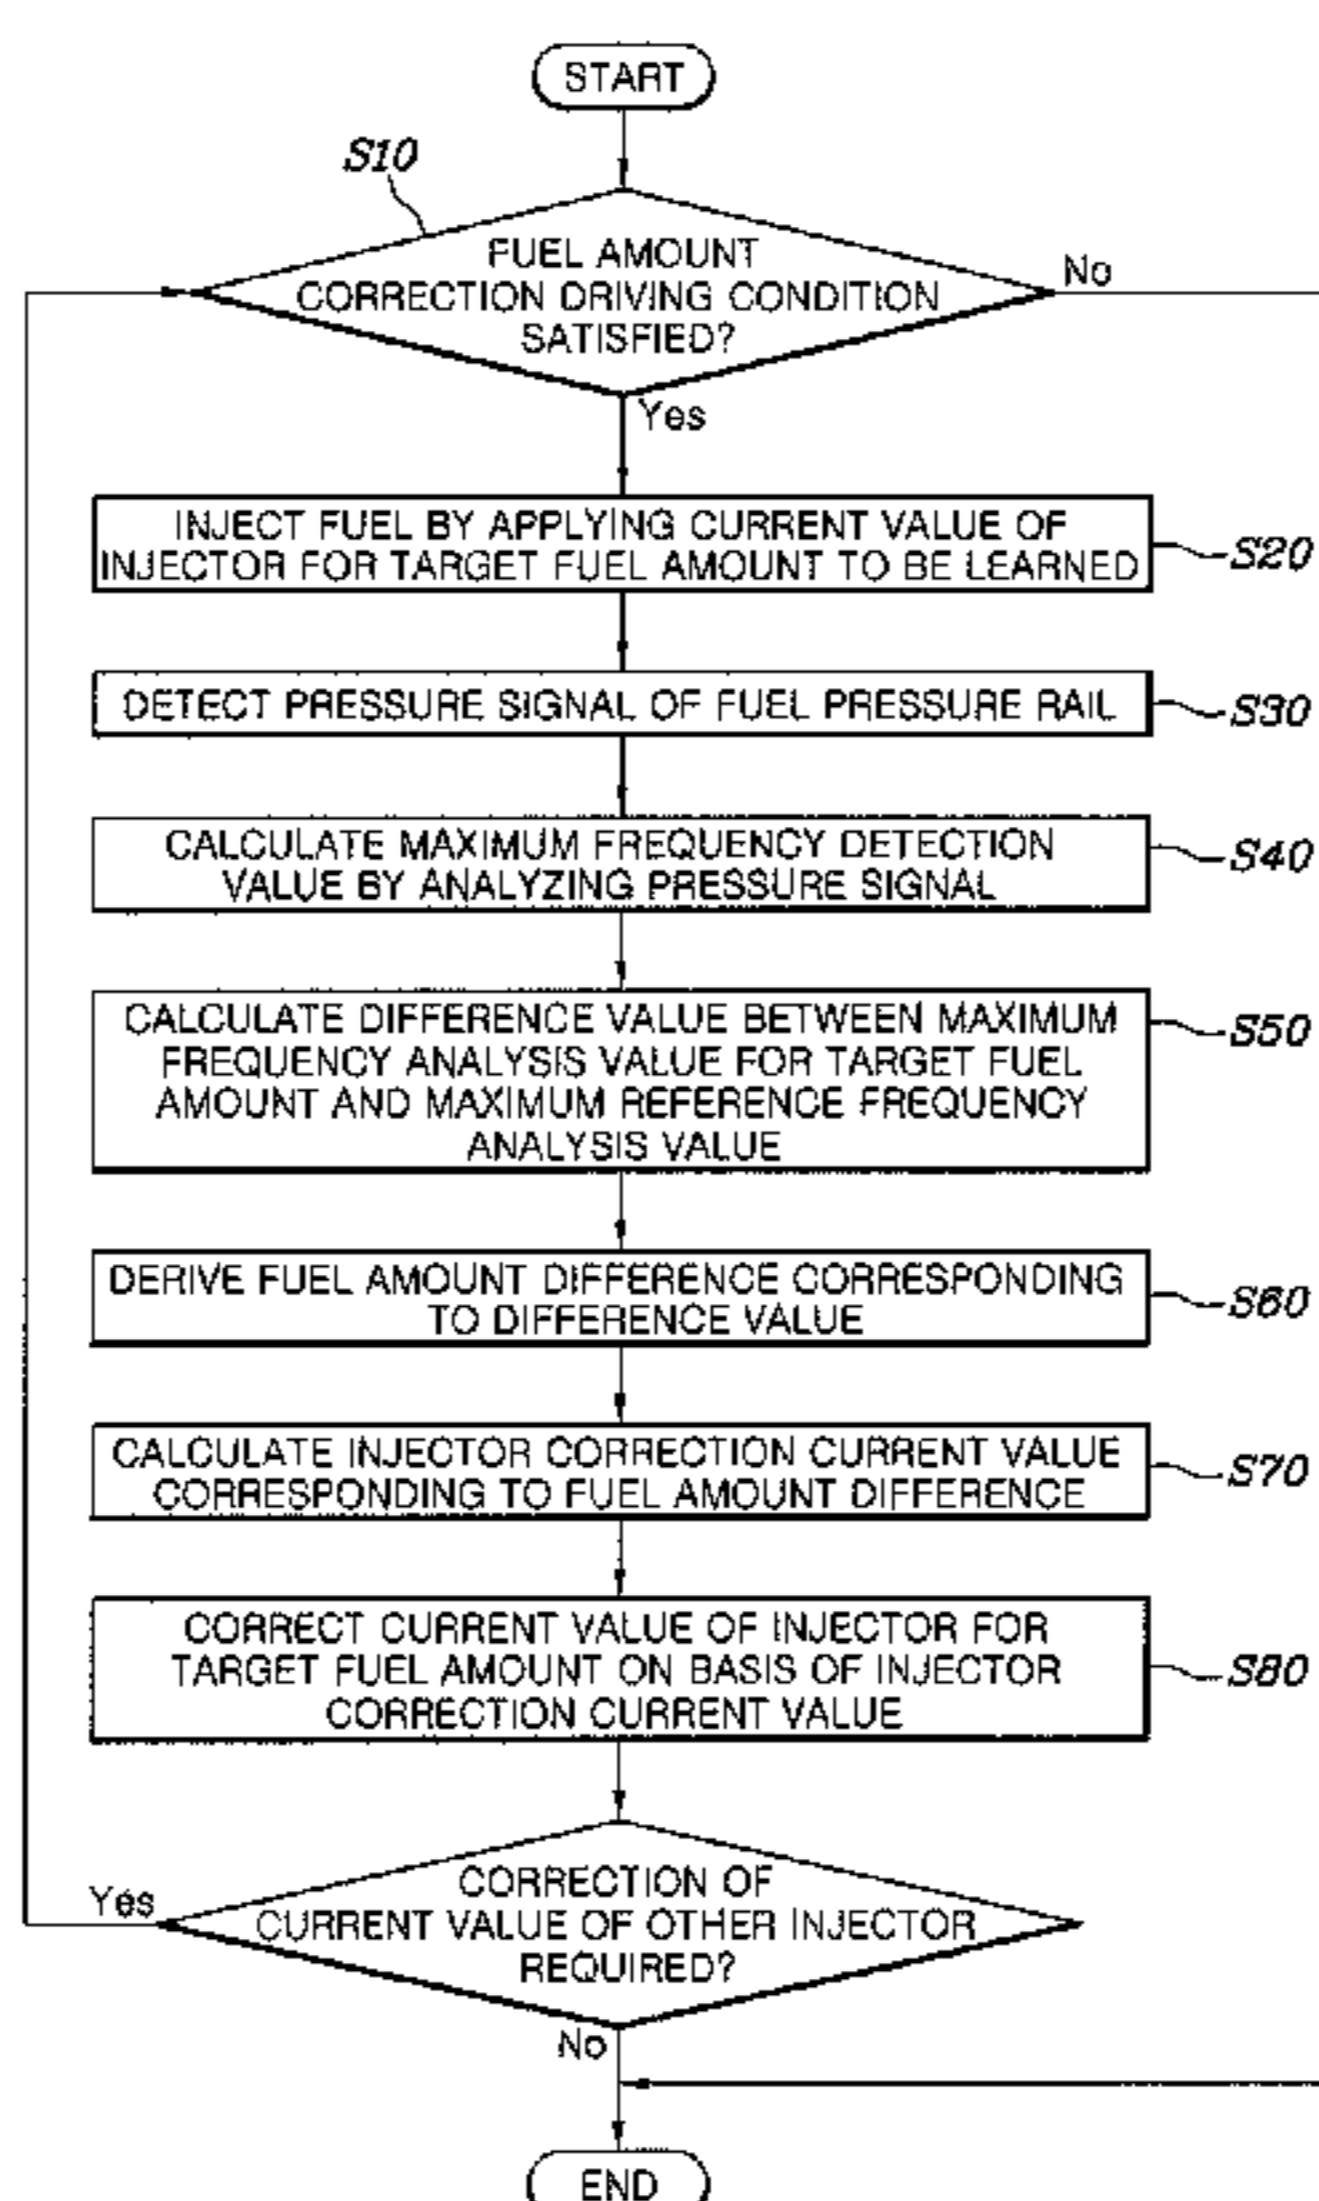 START
S10
FUEL AMOUNT
CORRECTION DRIVING CONDITION
SATISFIED?
No
Yes
INJECT FUEL BY APPLYING CURRENT VALUE OF
INJECTOR FOR TARGET FUEL AMOUNT TO BE LEARNED
S20
DETECT PRESSURE SIGNAL OF FUEL PRESSURE RAIL
S30
CALCULATE MAXIMUM FREQUENCY DETECTION
VALUE BY ANALYZING PRESSURE SIGNAL
S40
CALCULATE DIFFERENCE VALUE BETWEEN MAXIMUM
FREQUENCY ANALYSIS VALUE FOR TARGET FUEL
AMOUNT AND MAXIMUM REFERENCE FREQUENCY
ANALYSIS VALUE
S50
DERIVE FUEL AMOUNT DIFFERENCE CORRESPONDING
TO DIFFERENCE VALUE
S60
CALCULATE INJECTOR CORRECTION CURRENT VALUE
CORRESPONDING TO FUEL AMOUNT DIFFERENCE
S70
CORRECT CURRENT VALUE OF INJECTOR FOR
TARGET FUEL AMOUNT ON BASIS OF INJECTOR
CORRECTION CURRENT VALUE
S80
CORRECTION OF
CURRENT VALUE OF OTHER INJECTOR
REQUIRED?
Yes
No
END